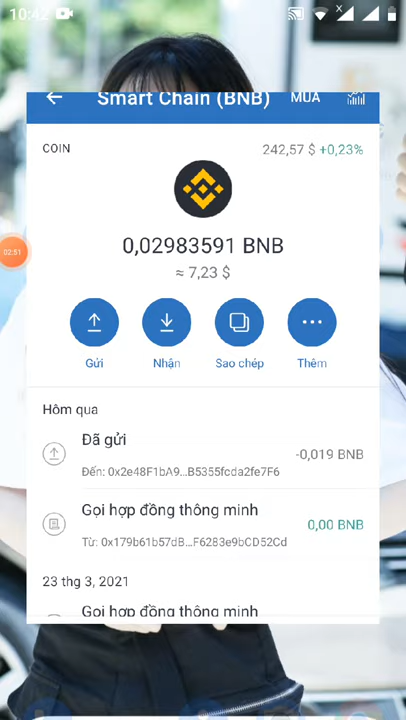 10:42
Smart Chain (BNB) MUA
COIN 242,57 $ +0,23%
0,02983591 BNB
≈ 7,23 $
02:51
Gửi Nhận Sao chép Thêm
Hôm qua
Đã gửi -0,019 BNB
Đến: 0x2e48F1bA9...B5355fcda2fe7F6
Gọi hợp đồng thông minh 0,00 BNB
Từ: 0x179b61b57dB...F6283e9bCD52Cd
23 thg 3, 2021
Gọi hợp đồng thông minh